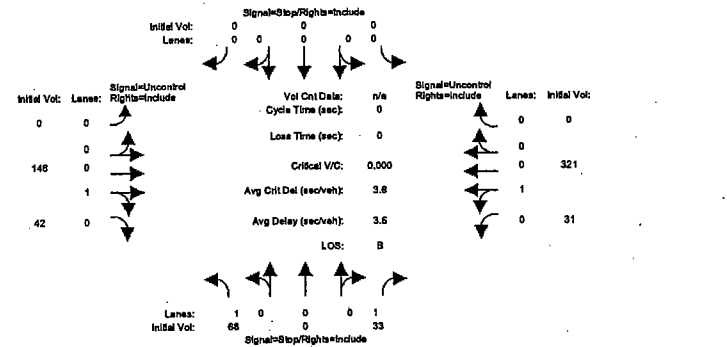 Signal=Stop/Rights=Include
Initial Vol: 0 0 0
Lanes: 0 0 0 0 0
Signal=Uncontrol
Initial Vol: Lanes: Rights=Include
Vol Cnt Data: n/a
Cycle Time (sec): 0
Signal=Uncontrol
Rights=Include Lanes: Initial Vol:
0 0
Loss Time (sec): 0
0 0
0
0
146 0
Critical V/C: 0.000
0 321
1
Avg Crit Del (sec/veh): 3.6
1
42 0
Avg Delay (sec/veh): 3.6
0 31
LOS: B
Lanes: 1 0 0 0 1
Initial Vol: 68 0 33
Signal=Stop/Rights=Include